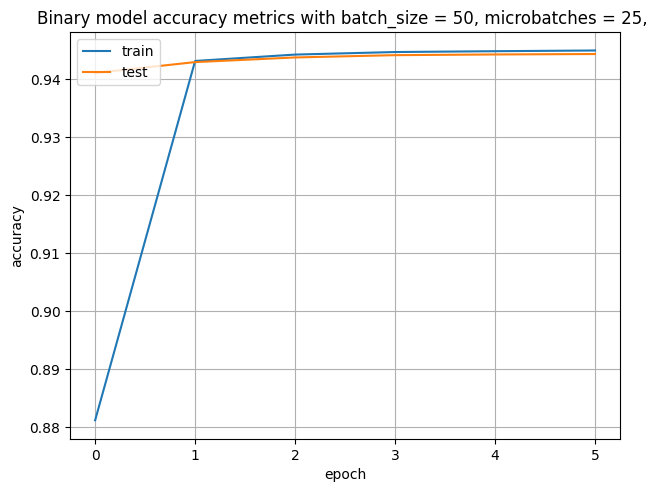 Binary model accuracy metrics with batch_size = 50, microbatches = 25,
train
test
0.94
0.93
0.92
0.91
0.90
0.89
0.88
accuracy
0 1 2 3 4 5
epoch